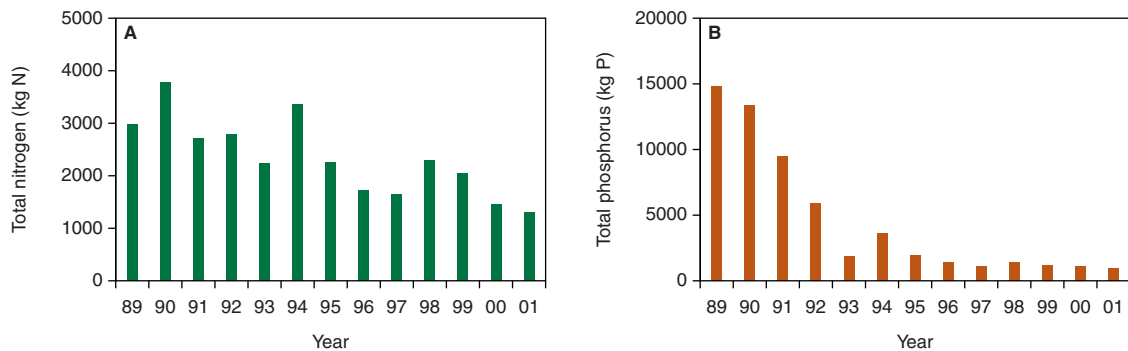 A
Total nitrogen (kg N)
5000
4000
3000
2000
1000
0
89 90 91 92 93 94 95 96 97 98 99 00 01
Year
B
Total phosphorus (kg P)
20000
15000
10000
5000
0
89 90 91 92 93 94 95 96 97 98 99 00 01
Year